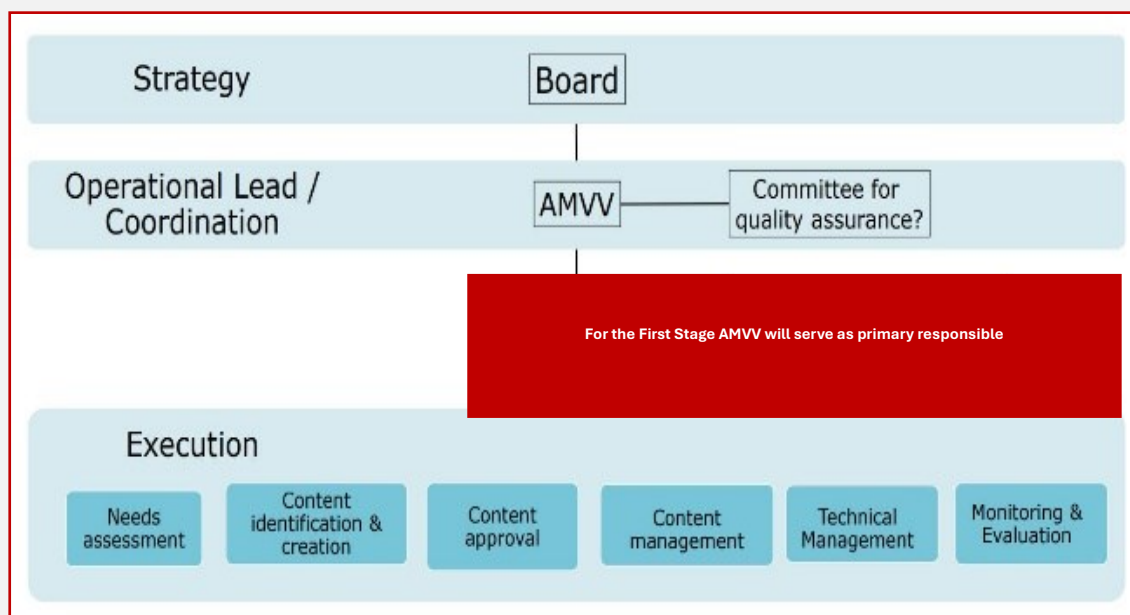 Strategy
Board
Operational Lead /
Coordination
AMVV
Committee for
quality assurance?
For the First Stage AMVV will serve as primary responsible
Execution
Needs
assessment
Content
identification &
creation
Content
approval
Content
management
Technical
Management
Monitoring &
Evaluation